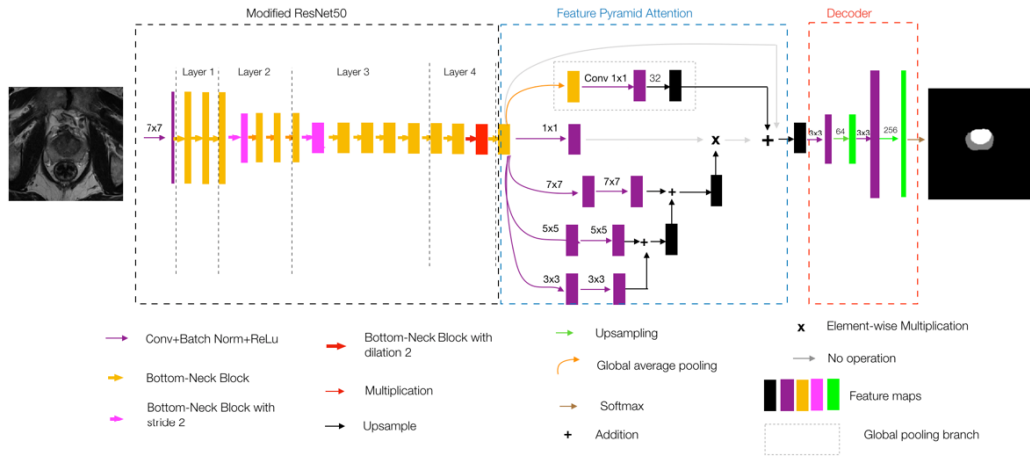 Modified ResNet50
Feature Pyramid Attention
Decoder
Layer 1
Layer 2
Layer 3
Layer 4
Conv 1x1
32
7x7
1x1
x
+
3x3
64
3x3
256
7x7
7x7
+
5x5
5x5
+
3x3
3x3
Conv+Batch Norm+ReLu
Bottom-Neck Block
Bottom-Neck Block with
stride 2
Bottom-Neck Block with
dilation 2
Multiplication
Upsample
Upsampling
Global average pooling
Softmax
+ Addition
x Element-wise Multiplication
No operation
Feature maps
Global pooling branch